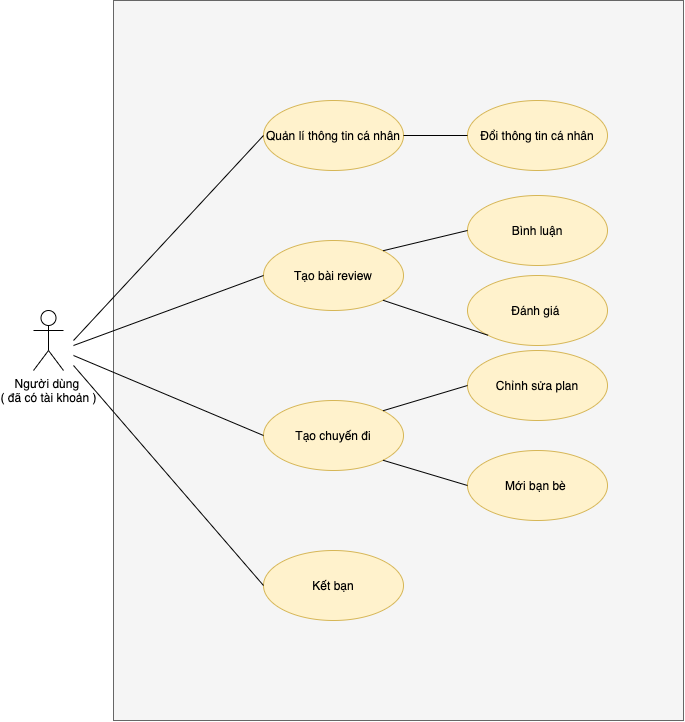 Quản lí thông tin cá nhân
Đổi thông tin cá nhân
Bình luận
Tạo bài review
Đánh giá
Người dùng
( đã có tài khoản )
Chỉnh sửa plan
Tạo chuyến đi
Mời bạn bè
Kết bạn